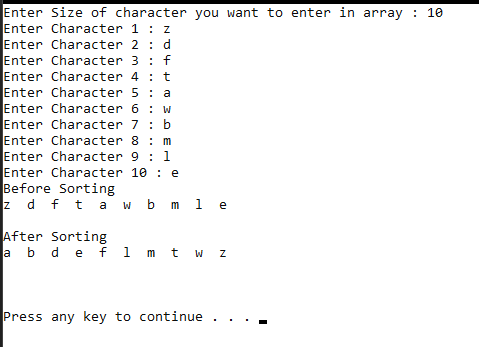 Enter Size of character you want to enter in array : 10
Enter Character 1 : z
Enter Character 2 : d
Enter Character 3 : f
Enter Character 4 : t
Enter Character 5 : a
Enter Character 6 : w
Enter Character 7 : b
Enter Character 8 : m
Enter Character 9 : l
Enter Character 10 : e
Before Sorting
z  d  f  t  a  w  b  m  l  e
After Sorting
a  b  d  e  f  l  m  t  w  z
Press any key to continue . . .